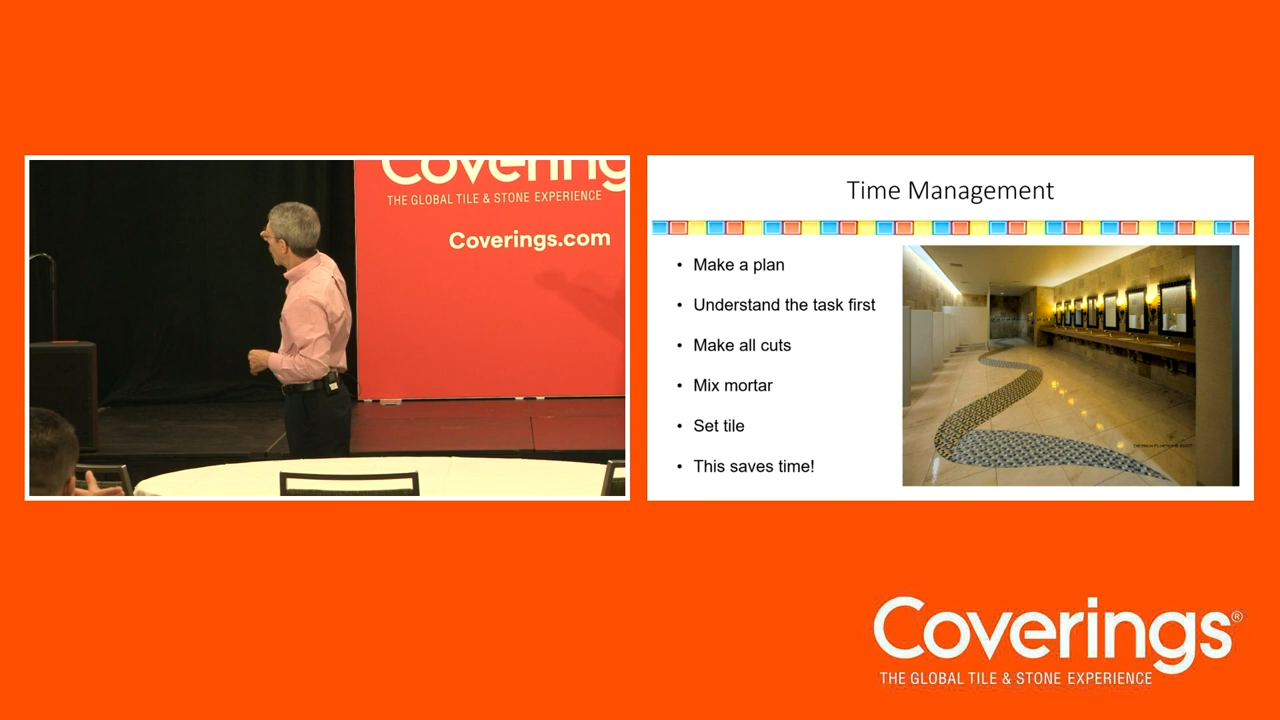 Covering
THE GLOBAL TILE & STONE EXPERIENCE
Coverings.com
Time Management
• Make a plan
• Understand the task first
• Make all cuts
• Mix mortar
• Set tile
• This saves time!
Coverings®
THE GLOBAL TILE & STONE EXPERIENCE